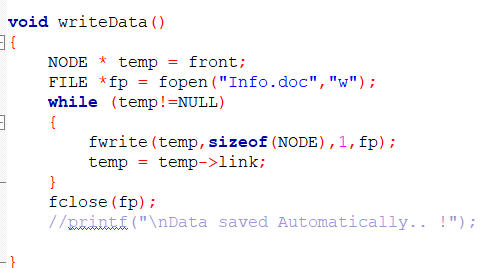 void writeData()
{
NODE * temp = front;
FILE *fp = fopen("Info.doc","w");
while (temp!=NULL)
{
fwrite(temp,sizeof(NODE),1,fp);
temp = temp->link;
}
fclose(fp);
//printf("\nData saved Automatically.. !");
}